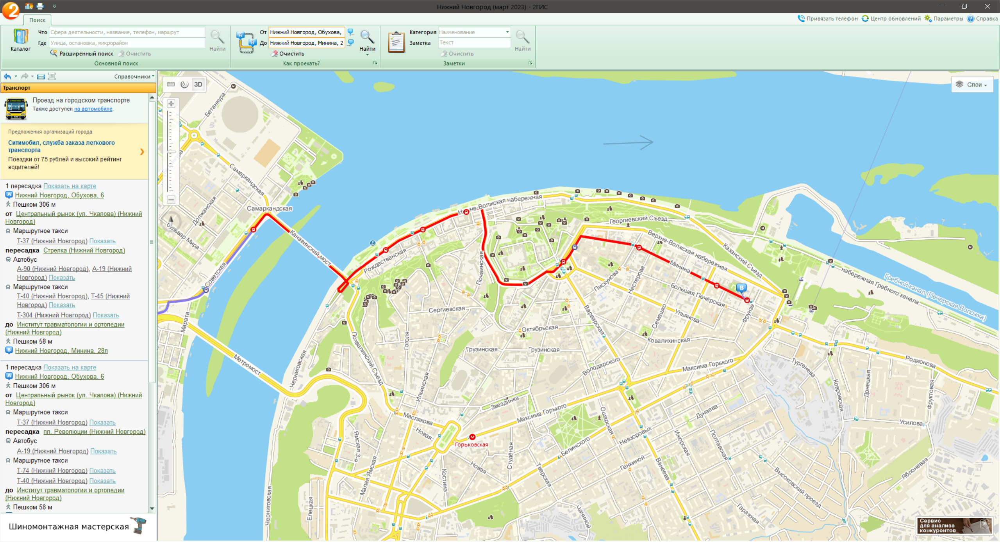 Нижний Новгород (март 2023) - 2ГИС
Поиск
Привязать телефон
Центр обновлений
Параметры
Справка
Каталог
Что
Сфера деятельности, название, телефон, маршрут
Где
Улица, остановка, микрорайон
Расширенный поиск
Очистить
Найти
Основной поиск
От
Нижний Новгород, Обухова,
До
Нижний Новгород, Минина, 2
Очистить
Найти
Как проехать?
Категория
Наименование
Заметка
Текст
Очистить
Найти
Заметки
Справочники
Транспорт
Проезд на городском транспорте
Также доступен на автомобиле.
Предложения организаций города
Ситимобил, служба заказа легкового
транспорта
Поездки от 75 рублей и высокий рейтинг
водителей!
1 пересадка Показать на карте
A Нижний Новгород, Обухова, 6
Пешком 306 м
от Центральный рынок (ул. Чкалова) (Нижний
Новгород)
Маршрутное такси
Т-37 (Нижний Новгород) Показать
пересадка Стрелка (Нижний Новгород)
Автобус
А-90 (Нижний Новгород), А-19 (Нижний
Новгород) Показать
Маршрутное такси
Т-40 (Нижний Новгород), Т-45 (Нижний
Новгород) Показать
Т-304 (Нижний Новгород) Показать
до Институт травматологии и ортопедии
(Нижний Новгород)
Пешком 58 м
B Нижний Новгород, Минина, 28л
1 пересадка Показать на карте
A Нижний Новгород, Обухова, 6
Пешком 306 м
от Центральный рынок (ул. Чкалова) (Нижний
Новгород)
Маршрутное такси
Т-37 (Нижний Новгород) Показать
пересадка пл. Революции (Нижний Новгород)
Автобус
А-19 (Нижний Новгород) Показать
Маршрутное такси
Т-74 (Нижний Новгород) Показать
Т-40 (Нижний Новгород) Показать
до Институт травматологии и ортопедии
(Нижний Новгород)
Пешком 58 м
Шиномонтажная мастерская
3D
Слои
Бетанкура
Самаркандская
Должанская
Самаркандская
бульвар Мира
Канавинский мост
Советская
Марата
Метромост
Нижне-Волжская набережная
Рождественская
Почаинская
Георгиевский Съезд
Верхне-Волжская набережная
Казанский Съезд
Минина
B
Пискунова
Нестерова
Большая Печёрская
Фрунзе
Семашко
Ульянова
Варварская
Ковалихинская
набережная Гребного канала
Гребной канал (Печерская Воложка)
Сергиевская
Октябрьская
Гоголя
Грузинская
Грузинская
Похвалинский Съезд
Черниговская
Ильинская
Володарского
Максима Горького
Тургенева
Родионова
Ковровская
Донецкая
Фруктовая
Звездинка
Максима Горького
Маслякова
Новая
Горьковская
Ошарская
Дунаева
Невзоровых
Белинского
Ижорская
Полтавская
Усилова
Ямская 3-я
Малая Ямская
Студёная
Новая
Костина
Тверская
Генкиной
Ванеева
Высоковский проезд
Яблоневая
Черниговская
Елецкая
Чачиной
Гаражная
Сервис
для анализа
конкурентов
18+